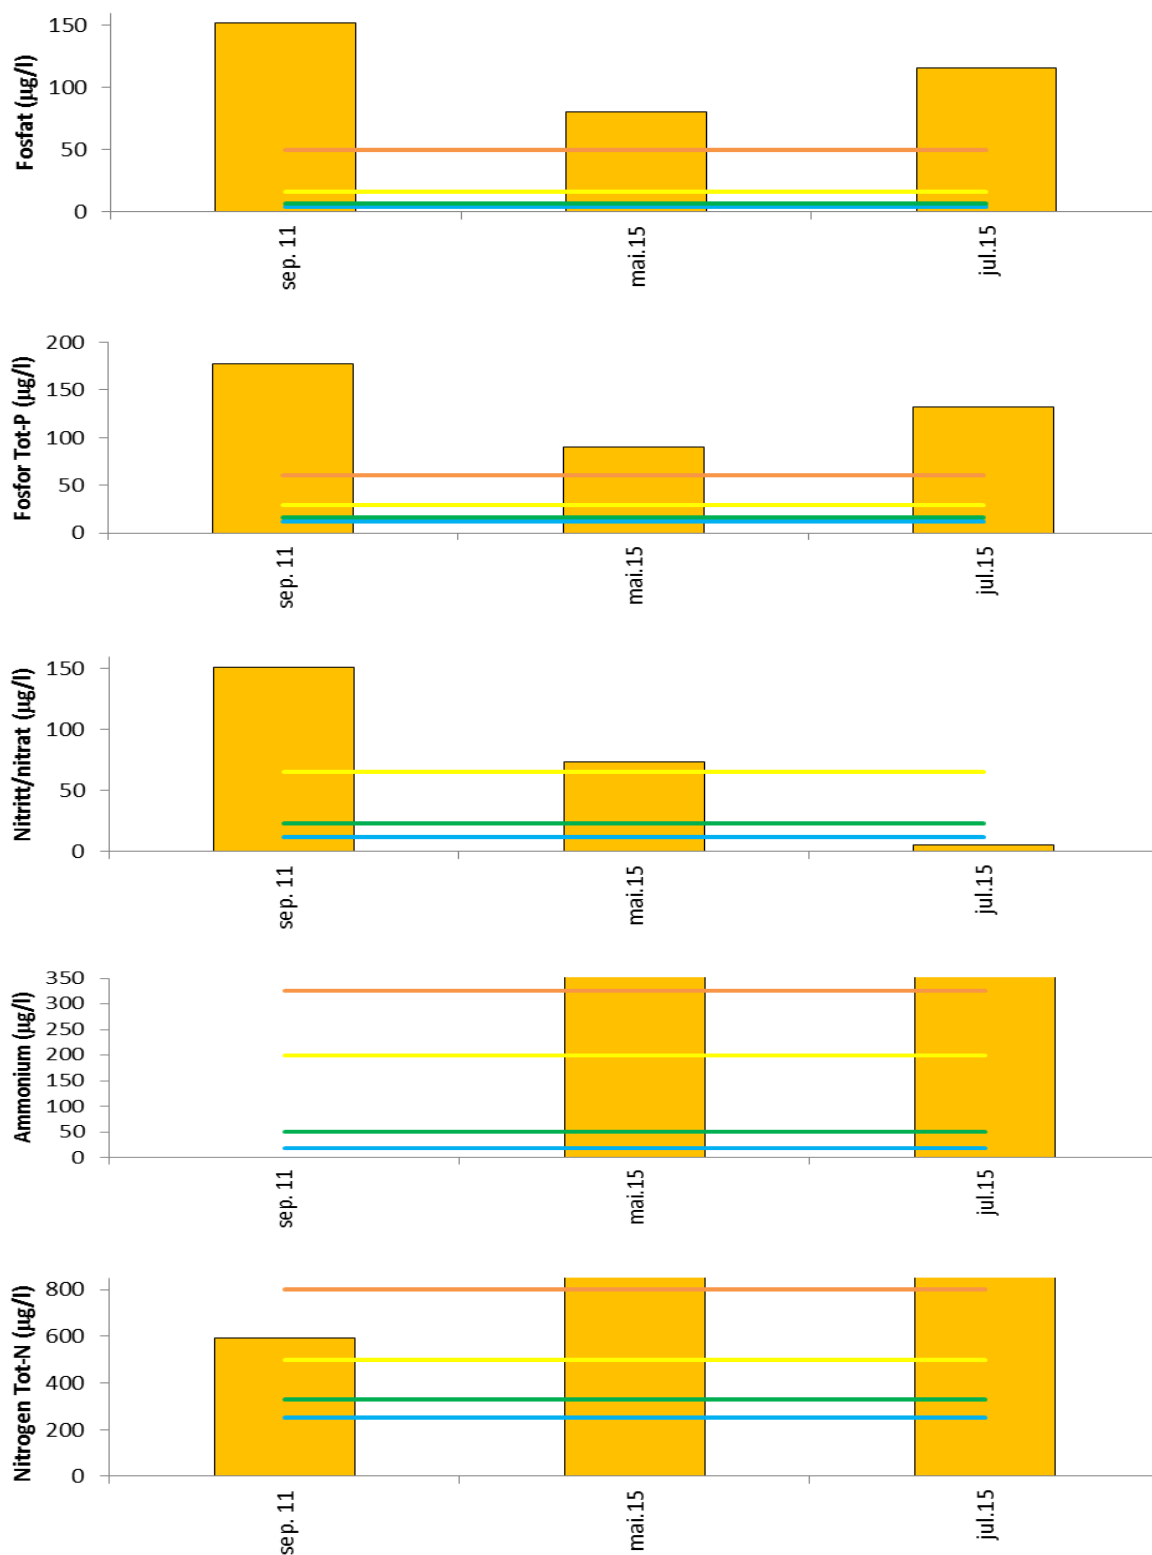 Fosfat (µg/l)
150
100
50
0
sep. 11
mai.15
jul.15
Fosfor Tot-P (µg/l)
200
150
100
50
0
sep. 11
mai.15
jul.15
Nitritt/nitrat (µg/l)
150
100
50
0
sep. 11
mai.15
jul.15
Ammonium (µg/l)
350
300
250
200
150
100
50
0
sep. 11
mai.15
jul.15
Nitrogen Tot-N (µg/l)
800
600
400
200
0
sep. 11
mai.15
jul.15